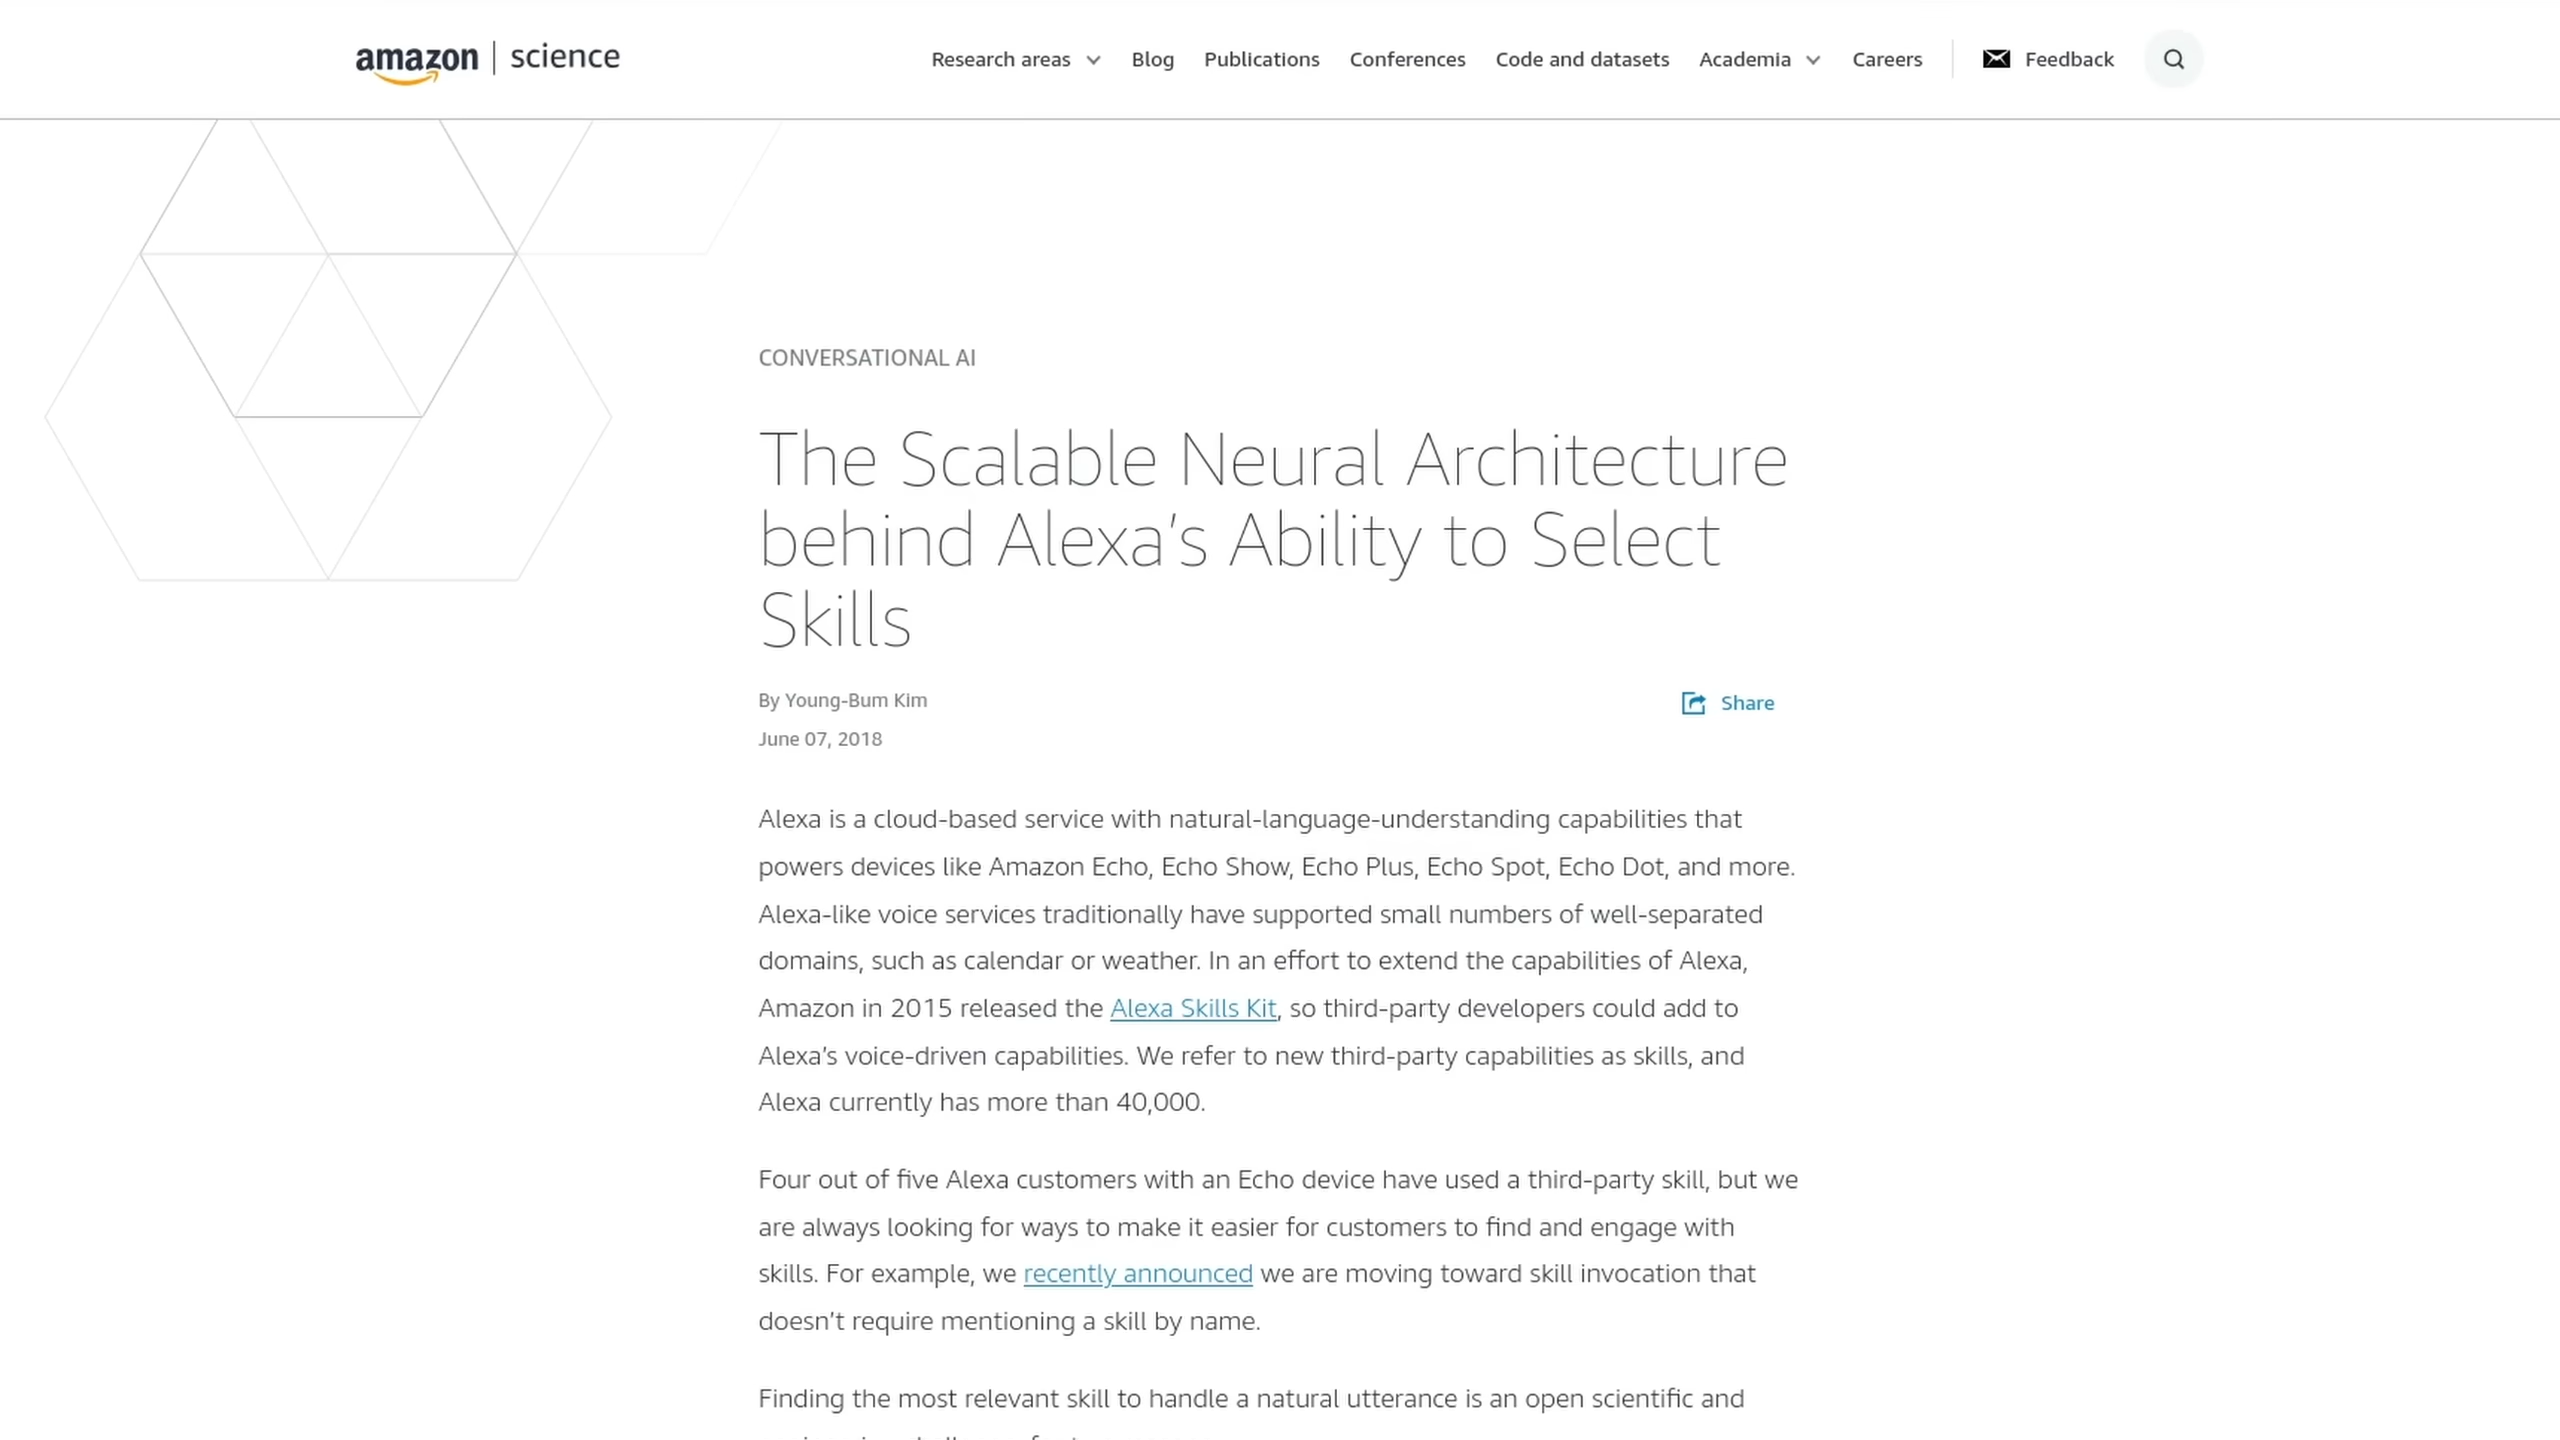 amazon | science
Research areas
Blog
Publications
Conferences
Code and datasets
Academia
Careers
Feedback
CONVERSATIONAL AI
The Scalable Neural Architecture
behind Alexa’s Ability to Select
Skills
By Young-Bum Kim
Share
June 07, 2018
Alexa is a cloud-based service with natural-language-understanding capabilities that
powers devices like Amazon Echo, Echo Show, Echo Plus, Echo Spot, Echo Dot, and more.
Alexa-like voice services traditionally have supported small numbers of well-separated
domains, such as calendar or weather. In an effort to extend the capabilities of Alexa,
Amazon in 2015 released the Alexa Skills Kit, so third-party developers could add to
Alexa’s voice-driven capabilities. We refer to new third-party capabilities as skills, and
Alexa currently has more than 40,000.
Four out of five Alexa customers with an Echo device have used a third-party skill, but we
are always looking for ways to make it easier for customers to find and engage with
skills. For example, we recently announced we are moving toward skill invocation that
doesn’t require mentioning a skill by name.
Finding the most relevant skill to handle a natural utterance is an open scientific and